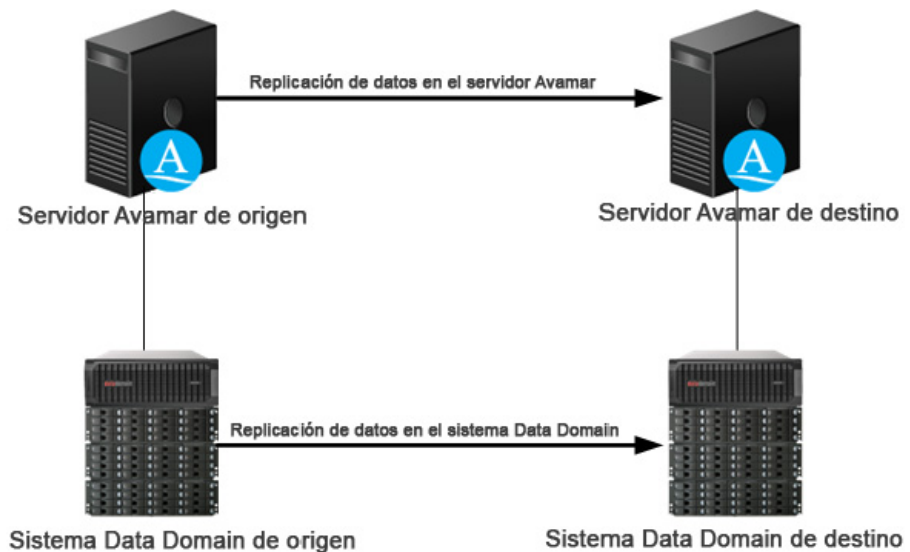 Replicación de datos en el servidor Avamar
A
A
Servidor Avamar de origen
Servidor Avamar de destino
Replicación de datos en el sistema Data Domain
Sistema Data Domain de origen
Sistema Data Domain de destino